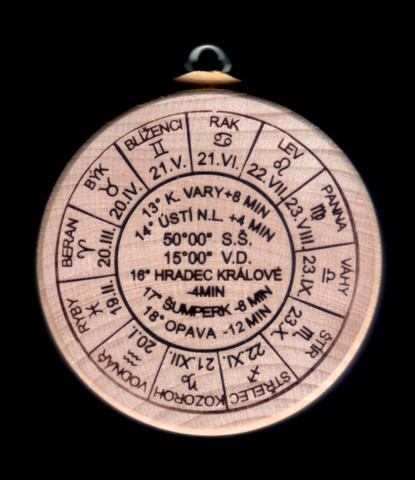 BLÍŽENCI
♊
21.V.
RAK
♋
21.VI.
LEV
♌
22.VII.
PANNA
♍
23.VIII.
VÁHY
♎
23.IX.
ŠTÍR
♏
23.X.
STŘELEC
♐
22.XI.
KOZOROH
♑
21.XII.
VODNÁŘ
♒
20.I.
RYBY
♓
19.II.
BERAN
♈
20.III.
BÝK
♉
20.IV.
13° K. VARY+8 MIN
14° ÚSTÍ N.L. +4 MIN
50°00" S.Š.
15°00" V.D.
16° HRADEC KRÁLOVÉ
-4MIN
17° ŠUMPERK -8 MIN
18° OPAVA -12MIN